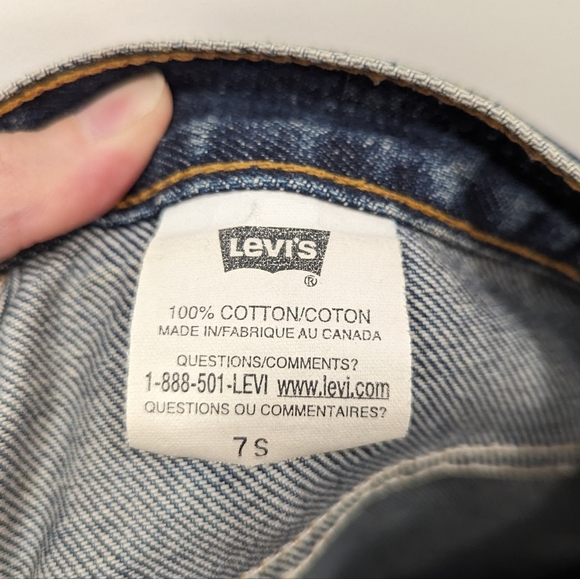 LEVI'S
®
100% COTTON/COTON
MADE IN/FABRIQUE AU CANADA
QUESTIONS/COMMENTS?
1-888-501-LEVI www.levi.com
QUESTIONS OU COMMENTAIRES?
7 S